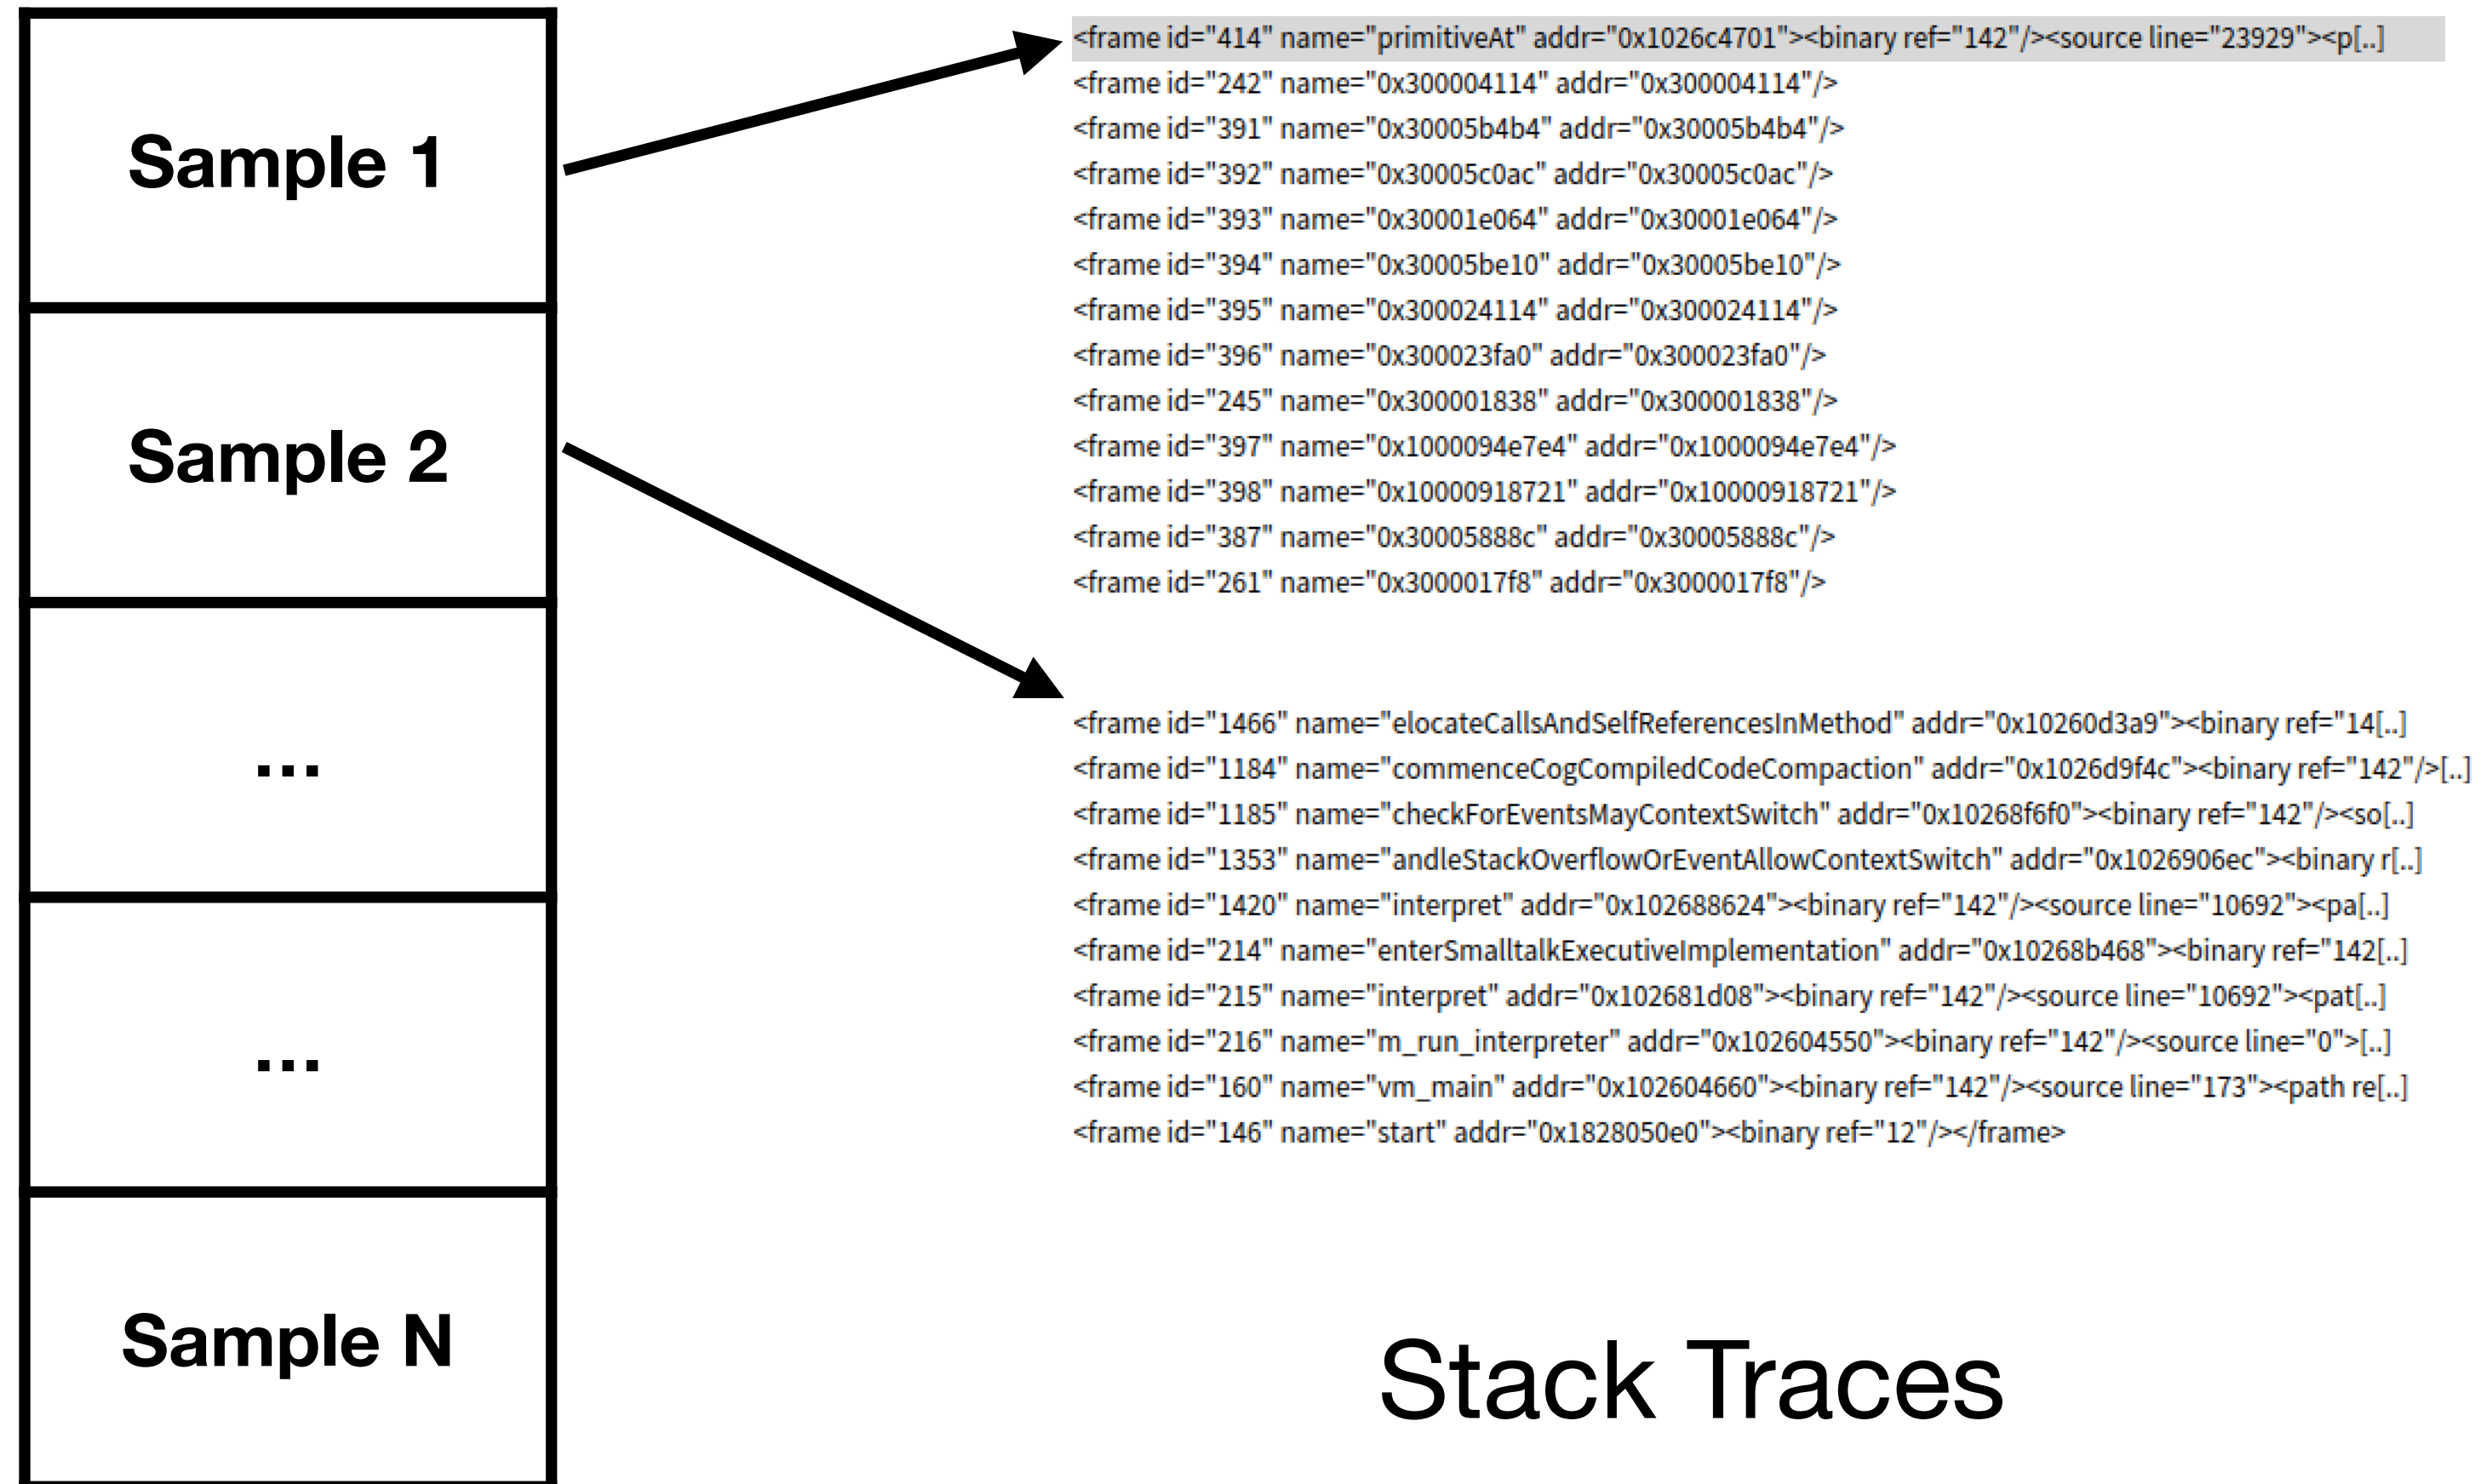 Sample 1
Sample 2
...
...
Sample N
<frame id="414" name="primitiveAt" addr="0x1026c4701"><binary ref="142"/><source line="23929"><p[..]
<frame id="242" name="0x300004114" addr="0x300004114"/>
<frame id="391" name="0x30005b4b4" addr="0x30005b4b4"/>
<frame id="392" name="0x30005c0ac" addr="0x30005c0ac"/>
<frame id="393" name="0x30001e064" addr="0x30001e064"/>
<frame id="394" name="0x30005be10" addr="0x30005be10"/>
<frame id="395" name="0x300024114" addr="0x300024114"/>
<frame id="396" name="0x300023fa0" addr="0x300023fa0"/>
<frame id="245" name="0x300001838" addr="0x300001838"/>
<frame id="397" name="0x1000094e7e4" addr="0x1000094e7e4"/>
<frame id="398" name="0x10000918721" addr="0x10000918721"/>
<frame id="387" name="0x30005888c" addr="0x30005888c"/>
<frame id="261" name="0x3000017f8" addr="0x3000017f8"/>
<frame id="1466" name="elocateCallsAndSelfReferencesInMethod" addr="0x10260d3a9"><binary ref="14[..]
<frame id="1184" name="commenceCogCompiledCodeCompaction" addr="0x1026d9f4c"><binary ref="142"/>[..]
<frame id="1185" name="checkForEventsMayContextSwitch" addr="0x10268f6f0"><binary ref="142"/><so[..]
<frame id="1353" name="andleStackOverflowOrEventAllowContextSwitch" addr="0x1026906ec"><binary r[..]
<frame id="1420" name="interpret" addr="0x102688624"><binary ref="142"/><source line="10692"><pa[..]
<frame id="214" name="enterSmalltalkExecutiveImplementation" addr="0x10268b468"><binary ref="142[..]
<frame id="215" name="interpret" addr="0x102681d08"><binary ref="142"/><source line="10692"><pat[..]
<frame id="216" name="m_run_interpreter" addr="0x102604550"><binary ref="142"/><source line="0">[..]
<frame id="160" name="vm_main" addr="0x102604660"><binary ref="142"/><source line="173"><path re[..]
<frame id="146" name="start" addr="0x1828050e0"><binary ref="12"/></frame>
Stack Traces